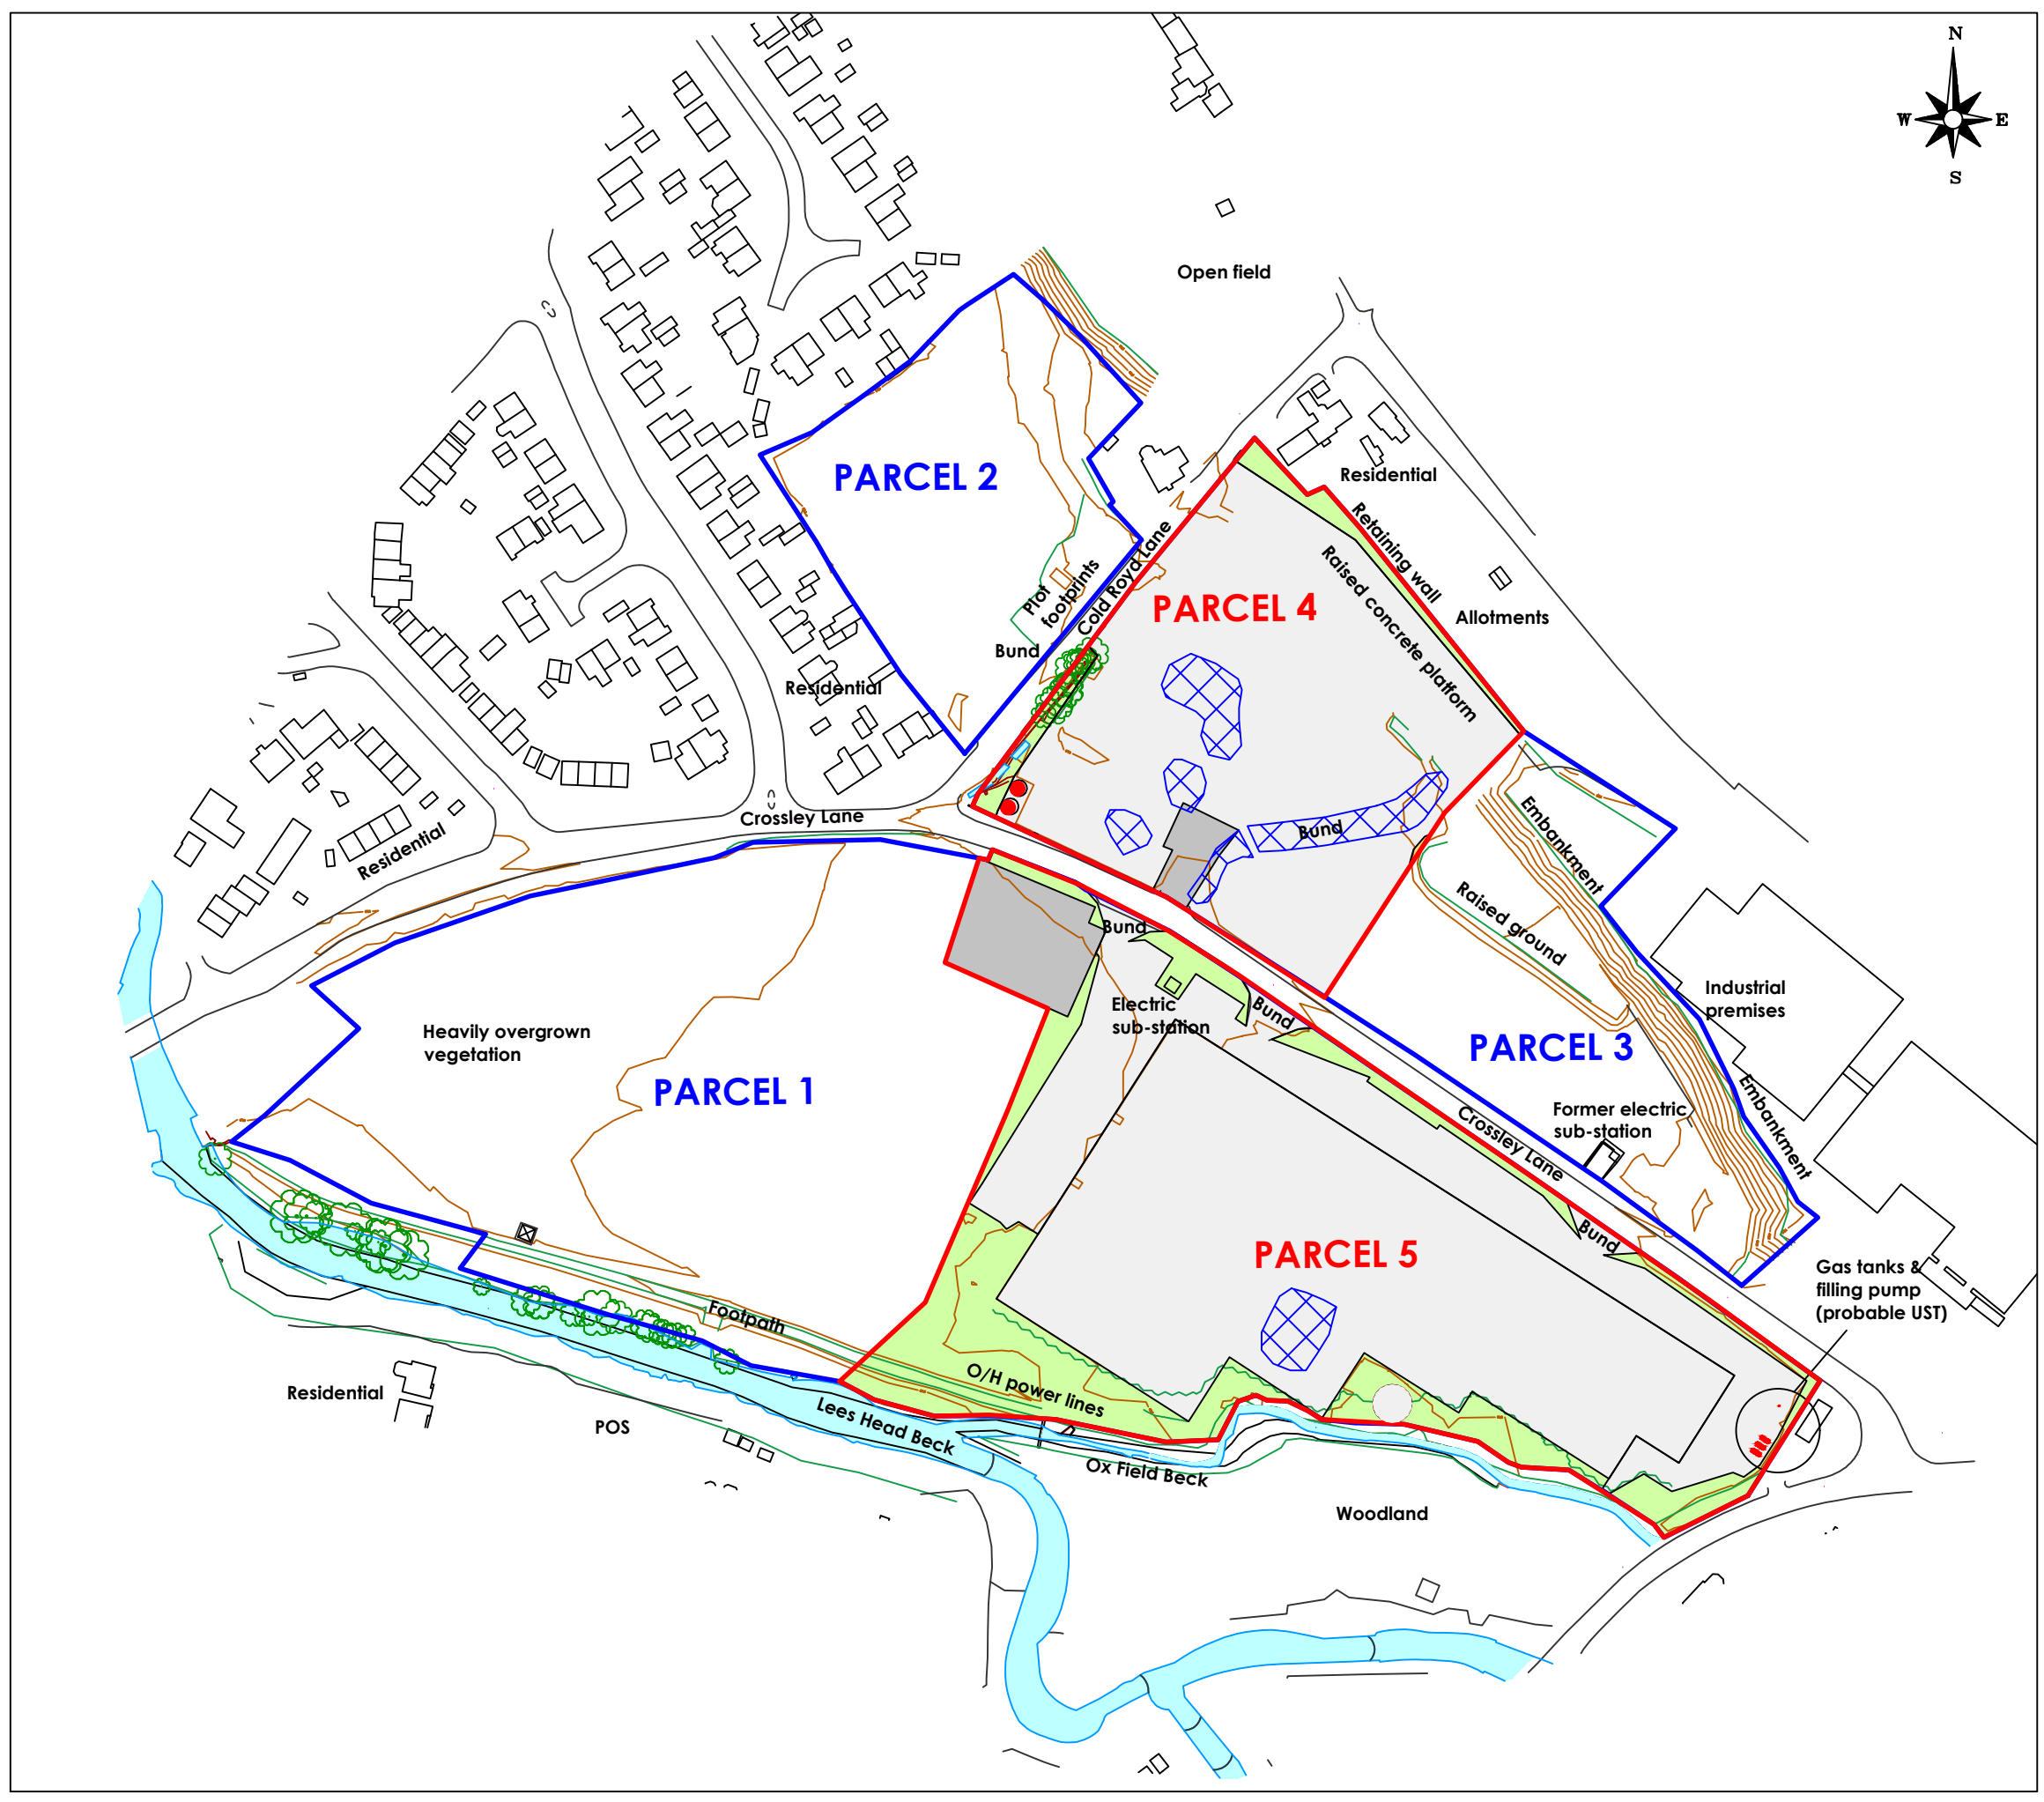 N
W
E
S
Open field
PARCEL 2
Residential
Retaining wall
Cold Royd Lane
Plot
footprints
Raised concrete platform
PARCEL 4
Allotments
Bund
Residential
Crossley Lane
Residential
Bund
Embankment
Raised ground
Bund
Industrial
premises
Electric
sub-station
Bund
Heavily overgrown
vegetation
PARCEL 3
PARCEL 1
Former electric
sub-station
Embankment
Crossley Lane
Bund
PARCEL 5
Gas tanks &
filling pump
(probable UST)
Footpath
O/H power lines
Residential
POS
Lees Head Beck
Ox Field Beck
Woodland